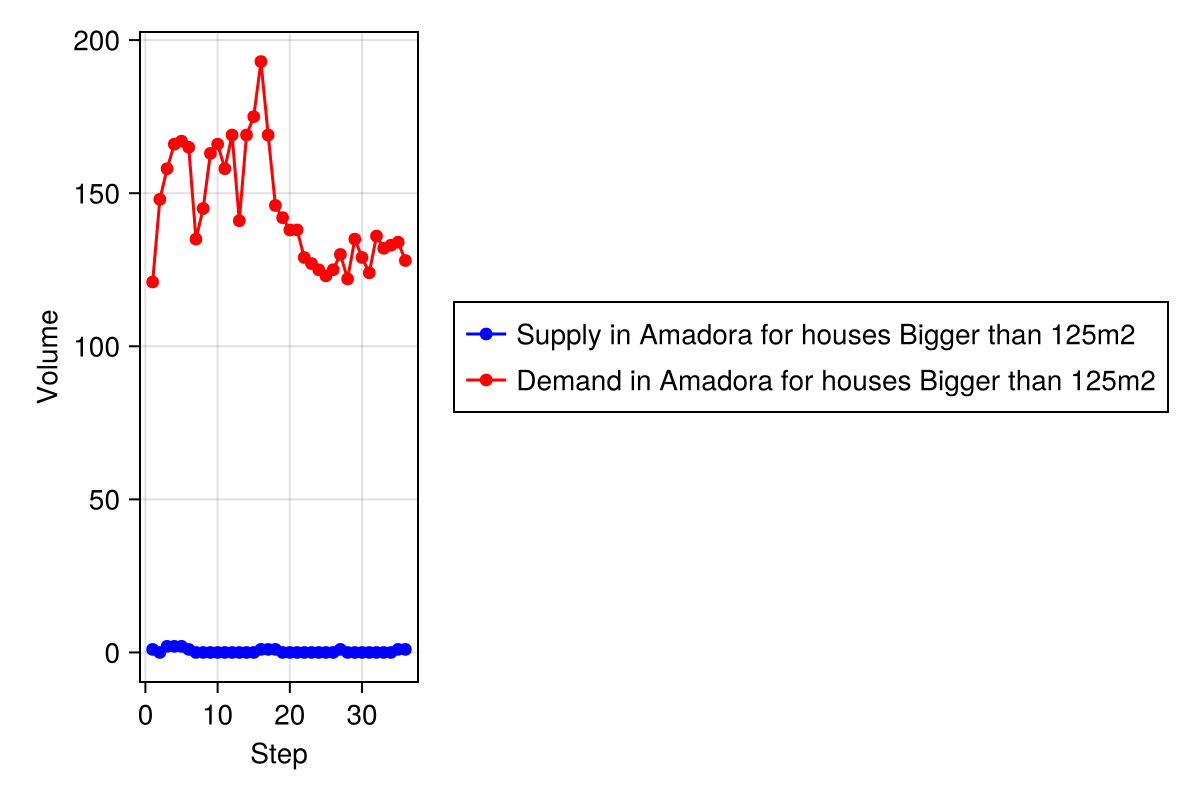 200
150
100
50
0
Volume
0 10 20 30
Step
Supply in Amadora for houses Bigger than 125m2
Demand in Amadora for houses Bigger than 125m2